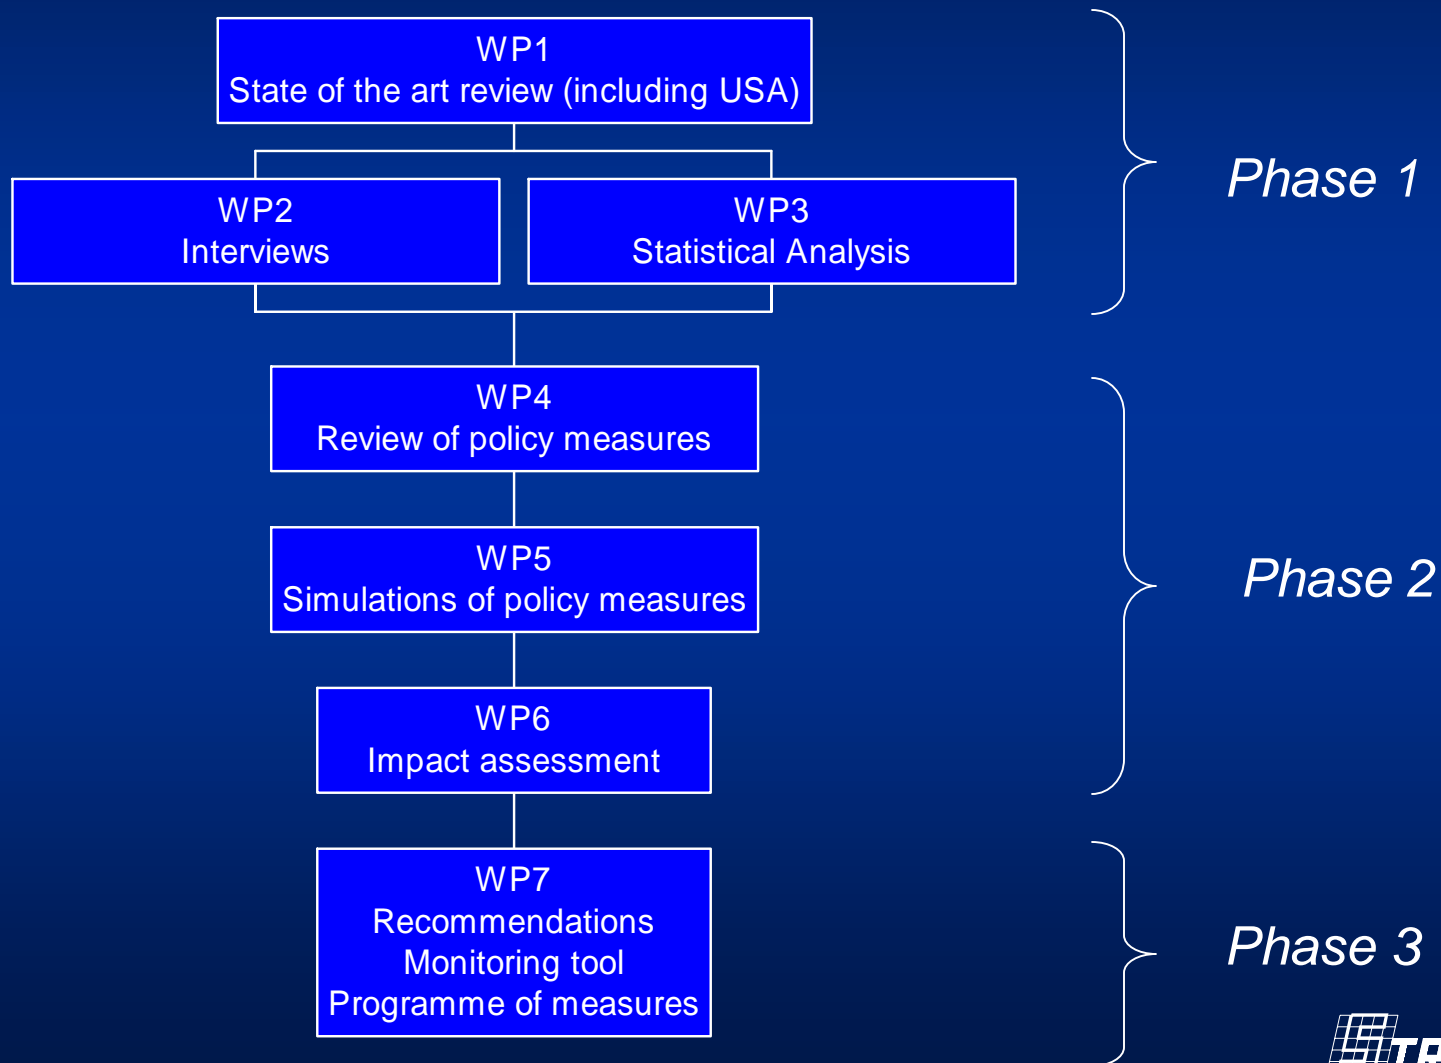 WP1
State of the art review (including USA)
Phase 1
WP2
Interviews
WP3
Statistical Analysis
WP4
Review of policy measures
WP5
Simulations of policy measures
Phase 2
WP6
Impact assessment
WP7
Recommendations
Monitoring tool
Programme of measures
Phase 3